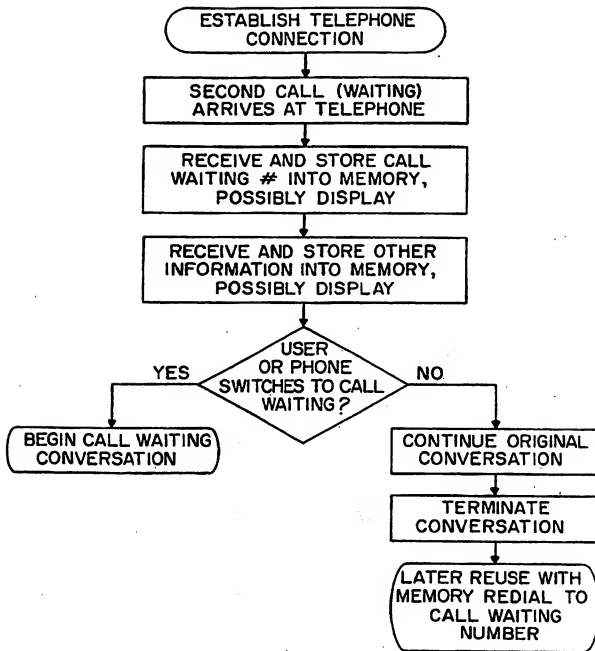 ESTABLISH TELEPHONE
CONNECTION
SECOND CALL (WAITING)
ARRIVES AT TELEPHONE
RECEIVE AND STORE CALL
WAITING # INTO MEMORY,
POSSIBLY DISPLAY
RECEIVE AND STORE OTHER
INFORMATION INTO MEMORY,
POSSIBLY DISPLAY
USER
OR PHONE
SWITCHES TO CALL
WAITING?
YES
NO
BEGIN CALL WAITING
CONVERSATION
CONTINUE ORIGINAL
CONVERSATION
TERMINATE
CONVERSATION
LATER REUSE WITH
MEMORY REDIAL TO
CALL WAITING
NUMBER